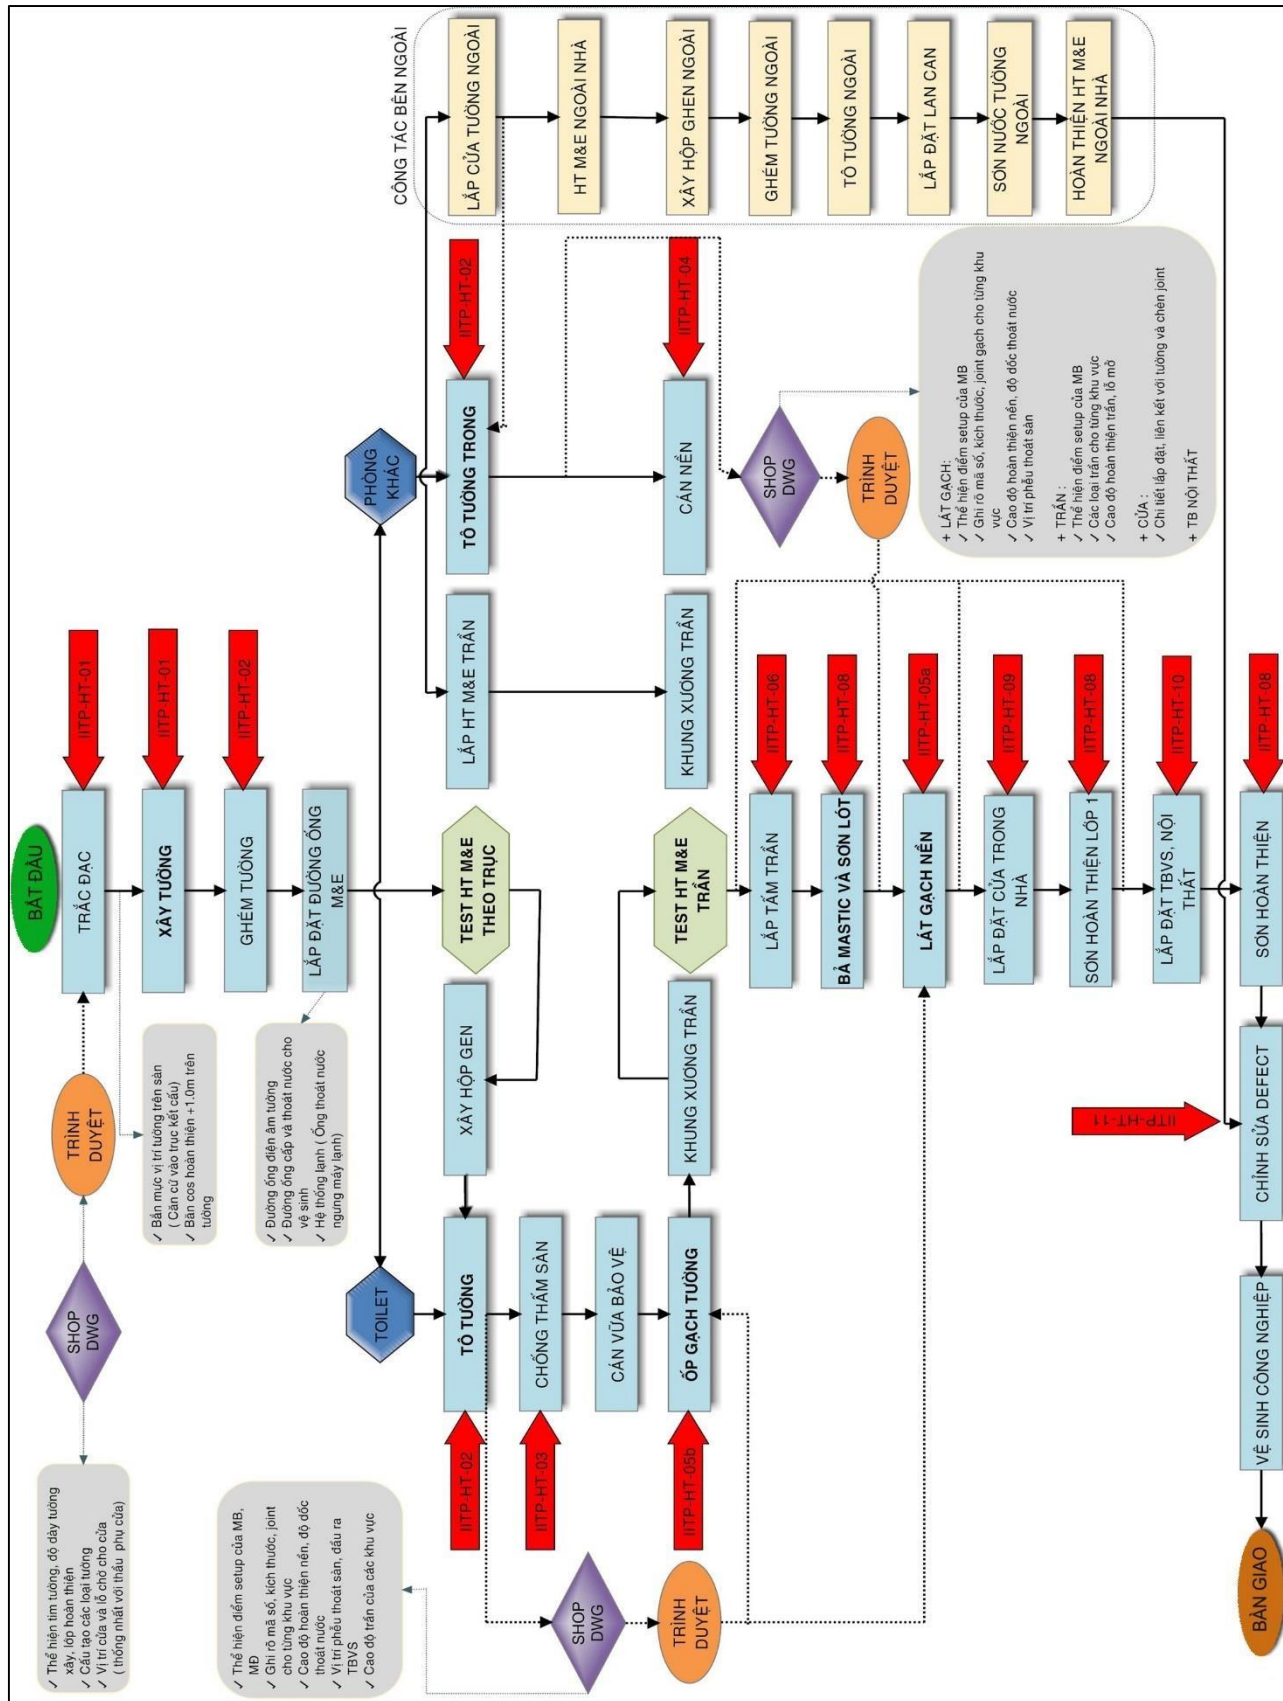 BẮT ĐẦU
SHOP
DWG
TRÌNH
DUYỆT
TRẮC ĐẠC
IITP-HT-01
✓ Thể hiện tim tường, độ dày tường
xây, lớp hoàn thiện
✓ Cấu tạo các loại tường
✓ Vị trí cửa và lỗ chờ cho cửa
( thống nhất với thầu phụ cửa)
✓ Bắn mực vị trí tường trên sàn
( Căn cứ vào trục kết cấu)
✓ Bắn cos hoàn thiện +1.0m trên
tường
XÂY TƯỜNG
IITP-HT-01
GHÉM TƯỜNG
IITP-HT-02
LẮP ĐẶT ĐƯỜNG ỐNG
M&E
✓ Đường ống điện âm tường
✓ Đường ống cấp và thoát nước cho
vệ sinh
✓ Hệ thống lạnh ( Ống thoát nước
ngưng máy lạnh)
TOILET
PHÒNG
KHÁC
CÔNG TÁC BÊN NGOÀI
IITP-HT-02
TÔ TƯỜNG
XÂY HỘP GEN
TEST HT M&E
THEO TRỤC
LẮP HT M&E TRẦN
TÔ TƯỜNG TRONG
IITP-HT-02
LẮP CỬA TƯỜNG NGOÀI
IITP-HT-03
CHỐNG THẤM SÀN
HT M&E NGOÀI NHÀ
✓ Thể hiện điểm setup của MB,
MĐ
✓ Ghi rõ mã số, kích thước, joint
cho từng khu vực
✓ Cao độ hoàn thiện nền, độ dốc
thoát nước
✓ Vị trí phễu thoát sàn, đầu ra
TBVS
✓ Cao độ trần của các khu vực
SHOP
DWG
CÁN VỮA BẢO VỆ
XÂY HỘP GHEN NGOÀI
TRÌNH
DUYỆT
IITP-HT-05b
ỐP GẠCH TƯỜNG
KHUNG XƯƠNG TRẦN
TEST HT M&E
TRẦN
KHUNG XƯƠNG TRẦN
CÁN NỀN
IITP-HT-04
GHÉM TƯỜNG NGOÀI
LẮP TẤM TRẦN
IITP-HT-06
SHOP
DWG
TÔ TƯỜNG NGOÀI
BẢ MASTIC VÀ SƠN LÓT
IITP-HT-08
TRÌNH
DUYỆT
LẮP ĐẶT LAN CAN
LÁT GẠCH NỀN
IITP-HT-05a
SƠN NƯỚC TƯỜNG
NGOÀI
LẮP ĐẶT CỬA TRONG
NHÀ
IITP-HT-09
HOÀN THIỆN HT M&E
NGOÀI NHÀ
+ LÁT GẠCH:
✓ Thể hiện điểm setup của MB
✓ Ghi rõ mã số, kích thước, joint gạch cho từng khu
vực
✓ Cao độ hoàn thiện nền, độ dốc thoát nước
✓ Vị trí phễu thoát sàn
+ TRẦN :
✓ Thể hiện điểm setup của MB
✓ Các loại trần cho từng khu vực
✓ Cao độ hoàn thiện trần, lỗ mở
+ CỬA :
✓ Chi tiết lắp đặt, liên kết với tường và chèn joint
+ TB NỘI THẤT
SƠN HOÀN THIỆN LỚP 1
IITP-HT-08
LẮP ĐẶT TBVS, NỘI
THẤT
IITP-HT-10
SƠN HOÀN THIỆN
IITP-HT-08
IITP-HT-11
CHỈNH SỬA DEFECT
VỆ SINH CÔNG NGHIỆP
BÀN GIAO